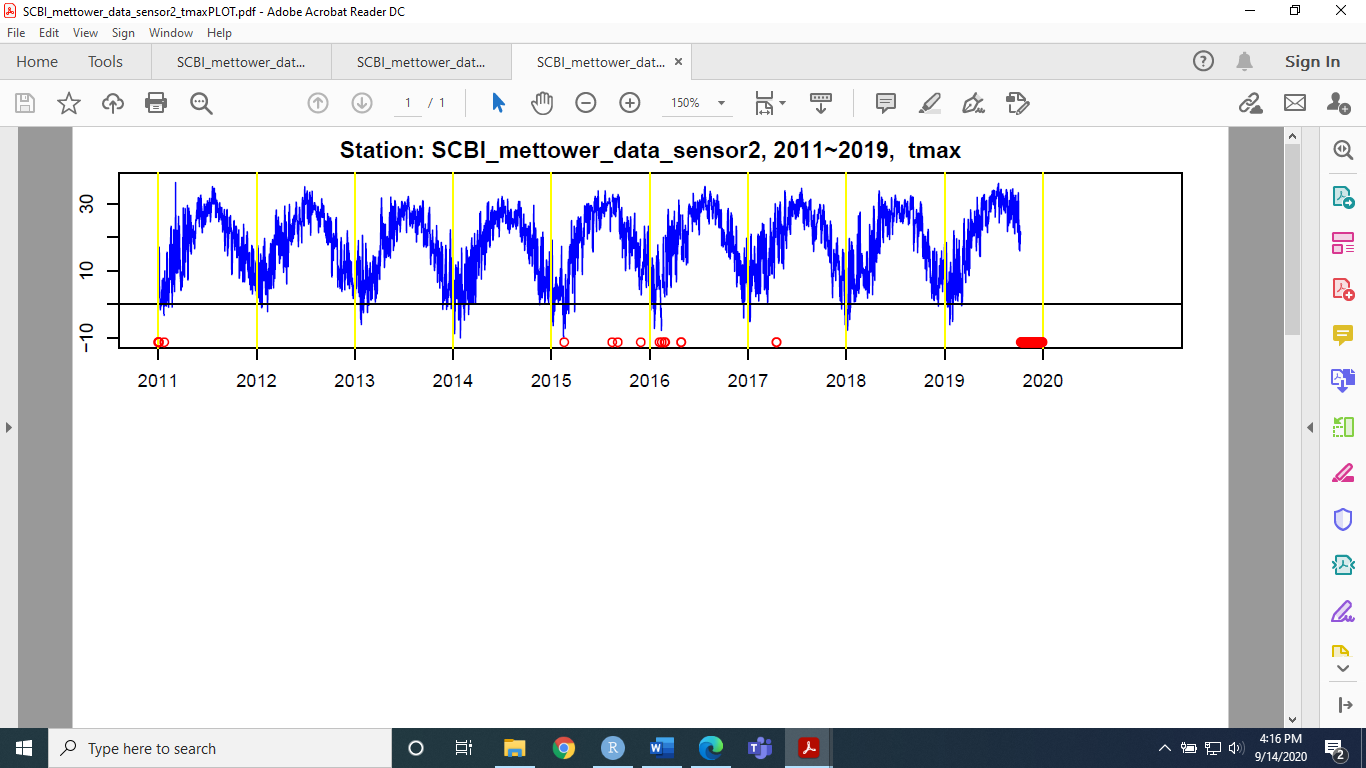 SCBI_mettower_data_sensor2_tmaxPLOT.pdf - Adobe Acrobat Reader DC
File Edit View Sign Window Help
Home Tools SCBI_mettower_dat... SCBI_mettower_dat... SCBI_mettower_dat... × ? Sign In
1 / 1 150%
Station: SCBI_mettower_data_sensor2, 2011~2019, tmax
30
10
−10
2011 2012 2013 2014 2015 2016 2017 2018 2019 2020
Type here to search
R W
4:16 PM
9/14/2020
2